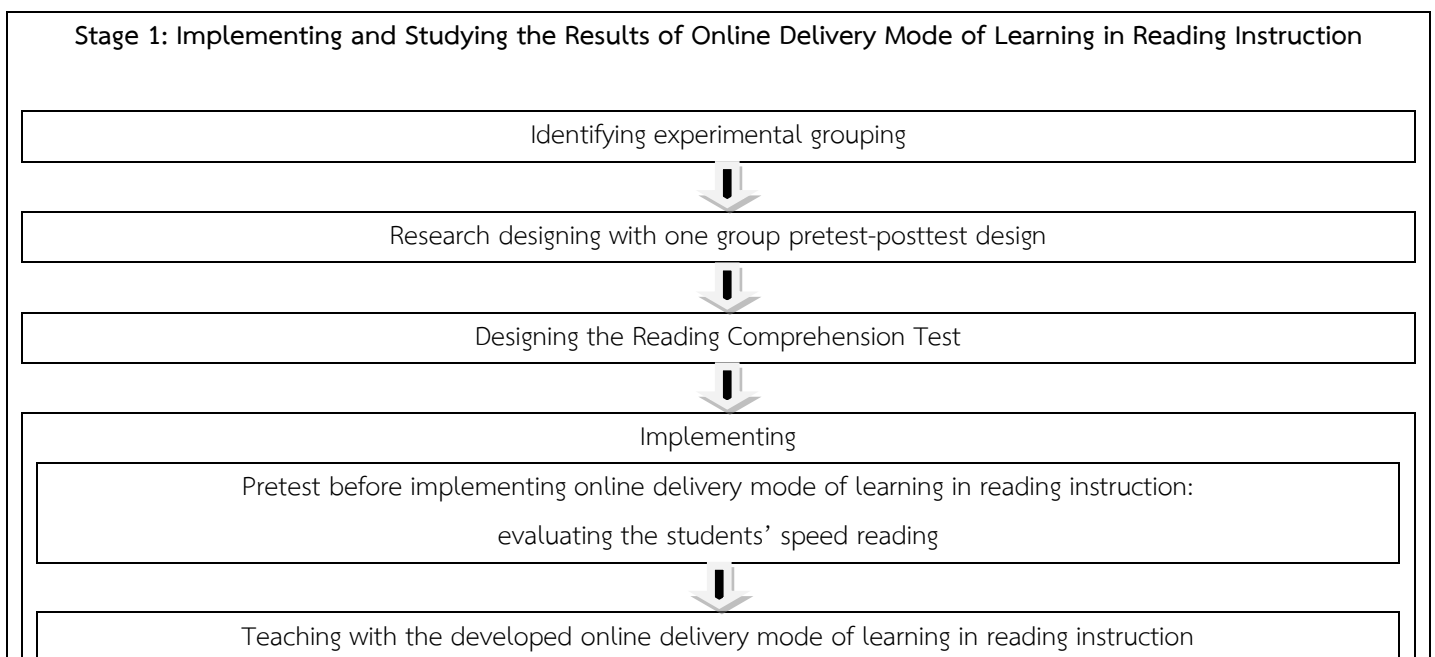 Stage 1: Implementing and Studying the Results of Online Delivery Mode of Learning in Reading Instruction
Identifying experimental grouping
Research designing with one group pretest-posttest design
Designing the Reading Comprehension Test
Implementing
Pretest before implementing online delivery mode of learning in reading instruction:
evaluating the students’ speed reading
Teaching with the developed online delivery mode of learning in reading instruction